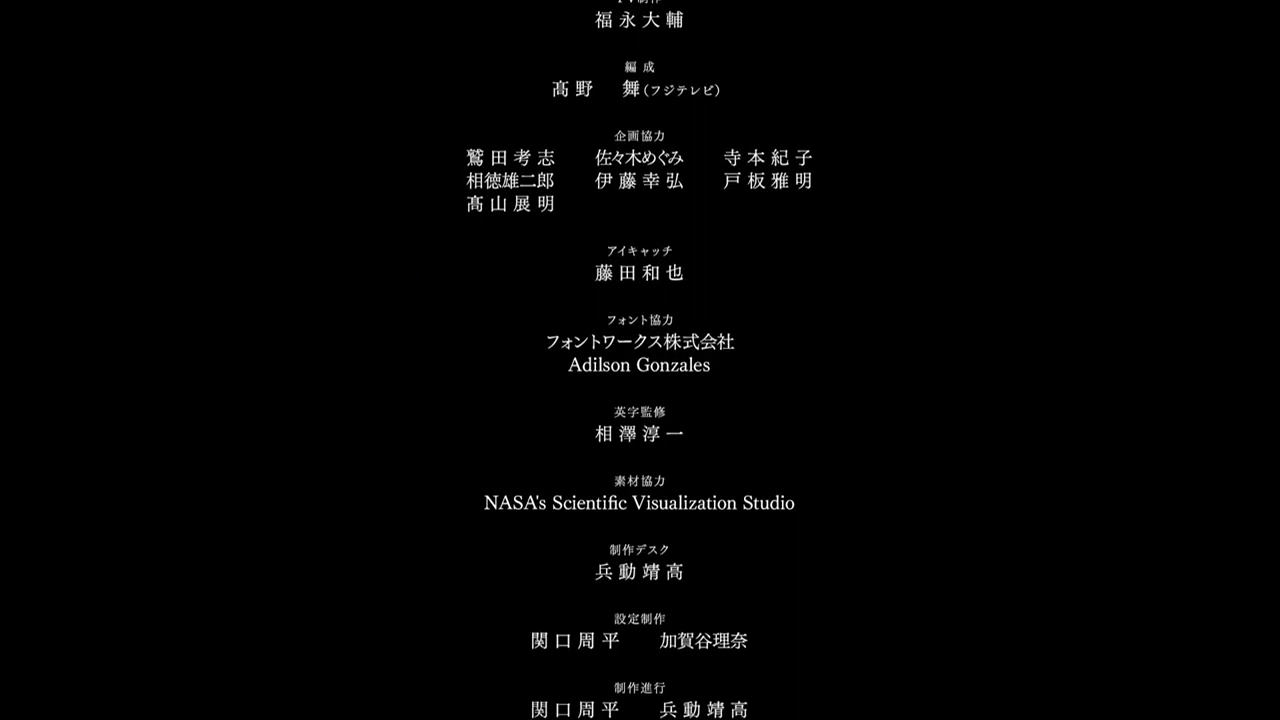 PV制作
福永大輔
編成
髙野 舞(フジテレビ)
企画協力
鷲田考志 佐々木めぐみ 寺本紀子
相徳雄二郎 伊藤幸弘 戸板雅明
髙山展明
アイキャッチ
藤田和也
フォント協力
フォントワークス株式会社
Adilson Gonzales
英字監修
相澤淳一
素材協力
NASA's Scientific Visualization Studio
制作デスク
兵動靖高
設定制作
関口周平 加賀谷理奈
制作進行
関口周平 兵動靖高